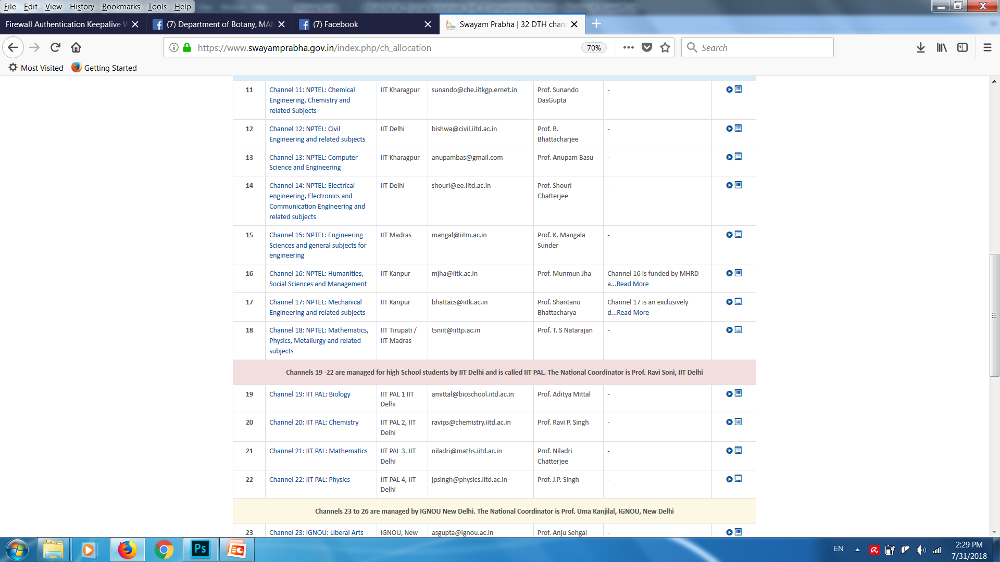 File Edit View History Bookmarks Tools Help
Firewall Authentication Keepalive
(7) Department of Botany, MAN
(7) Facebook
Swayam Prabha | 32 DTH chan
https://www.swayamprabha.gov.in/index.php/ch_allocation
70%
Search
Most Visited
Getting Started
11
Channel 11: NPTEL: Chemical
Engineering, Chemistry and
related Subjects
IIT Kharagpur
sunando@che.iitkgp.ernet.in
Prof. Sunando
DasGupta
-
12
Channel 12: NPTEL: Civil
Engineering and related subjects
IIT Delhi
bishwa@civil.iitd.ac.in
Prof. B.
Bhattacharjee
-
13
Channel 13: NPTEL: Computer
Science and Engineering
IIT Kharagpur
anupambas@gmail.com
Prof. Anupam Basu
-
14
Channel 14: NPTEL: Electrical
engineering, Electronics and
Communication Engineering and
related subjects
IIT Delhi
shouri@ee.iitd.ac.in
Prof. Shouri
Chatterjee
-
15
Channel 15: NPTEL: Engineering
Sciences and general subjects for
engineering
IIT Madras
mangal@iitm.ac.in
Prof. K. Mangala
Sunder
-
16
Channel 16: NPTEL: Humanities,
Social Sciences and Management
IIT Kanpur
mjha@iitk.ac.in
Prof. Munmun Jha
Channel 16 is funded by MHRD
a...Read More
17
Channel 17: NPTEL: Mechanical
Engineering and related subjects
IIT Kanpur
bhattacs@iitk.ac.in
Prof. Shantanu
Bhattacharya
Channel 17 is an exclusively
d...Read More
18
Channel 18: NPTEL: Mathematics,
Physics, Metallurgy and related
subjects
IIT Tirupati /
IIT Madras
tsniit@iittp.ac.in
Prof. T. S Natarajan
-
Channels 19 -22 are managed for high School students by IIT Delhi and is called IIT PAL. The National Coordinator is Prof. Ravi Soni, IIT Delhi
19
Channel 19: IIT PAL: Biology
IIT PAL 1 IIT
Delhi
amittal@bioschool.iitd.ac.in
Prof. Aditya Mittal
-
20
Channel 20: IIT PAL: Chemistry
IIT PAL 2, IIT
Delhi
ravips@chemistry.iitd.ac.in
Prof. Ravi P. Singh
-
21
Channel 21: IIT PAL: Mathematics
IIT PAL 3. IIT
Delhi
niladri@maths.iitd.ac.in
Prof. Niladri
Chatterjee
-
22
Channel 22: IIT PAL: Physics
IIT PAL 4, IIT
Delhi
jpsingh@physics.iitd.ac.in
Prof. J.P. Singh
-
Channels 23 to 26 are managed by IGNOU New Delhi. The National Coordinator is Prof. Uma Kanjilal, IGNOU, New Delhi
23
Channel 23: IGNOU: Liberal Arts
IGNOU, New
asgupta@ignou.ac.in
Prof. Anju Sehgal
-
Ps
EN
2:29 PM
7/31/2018